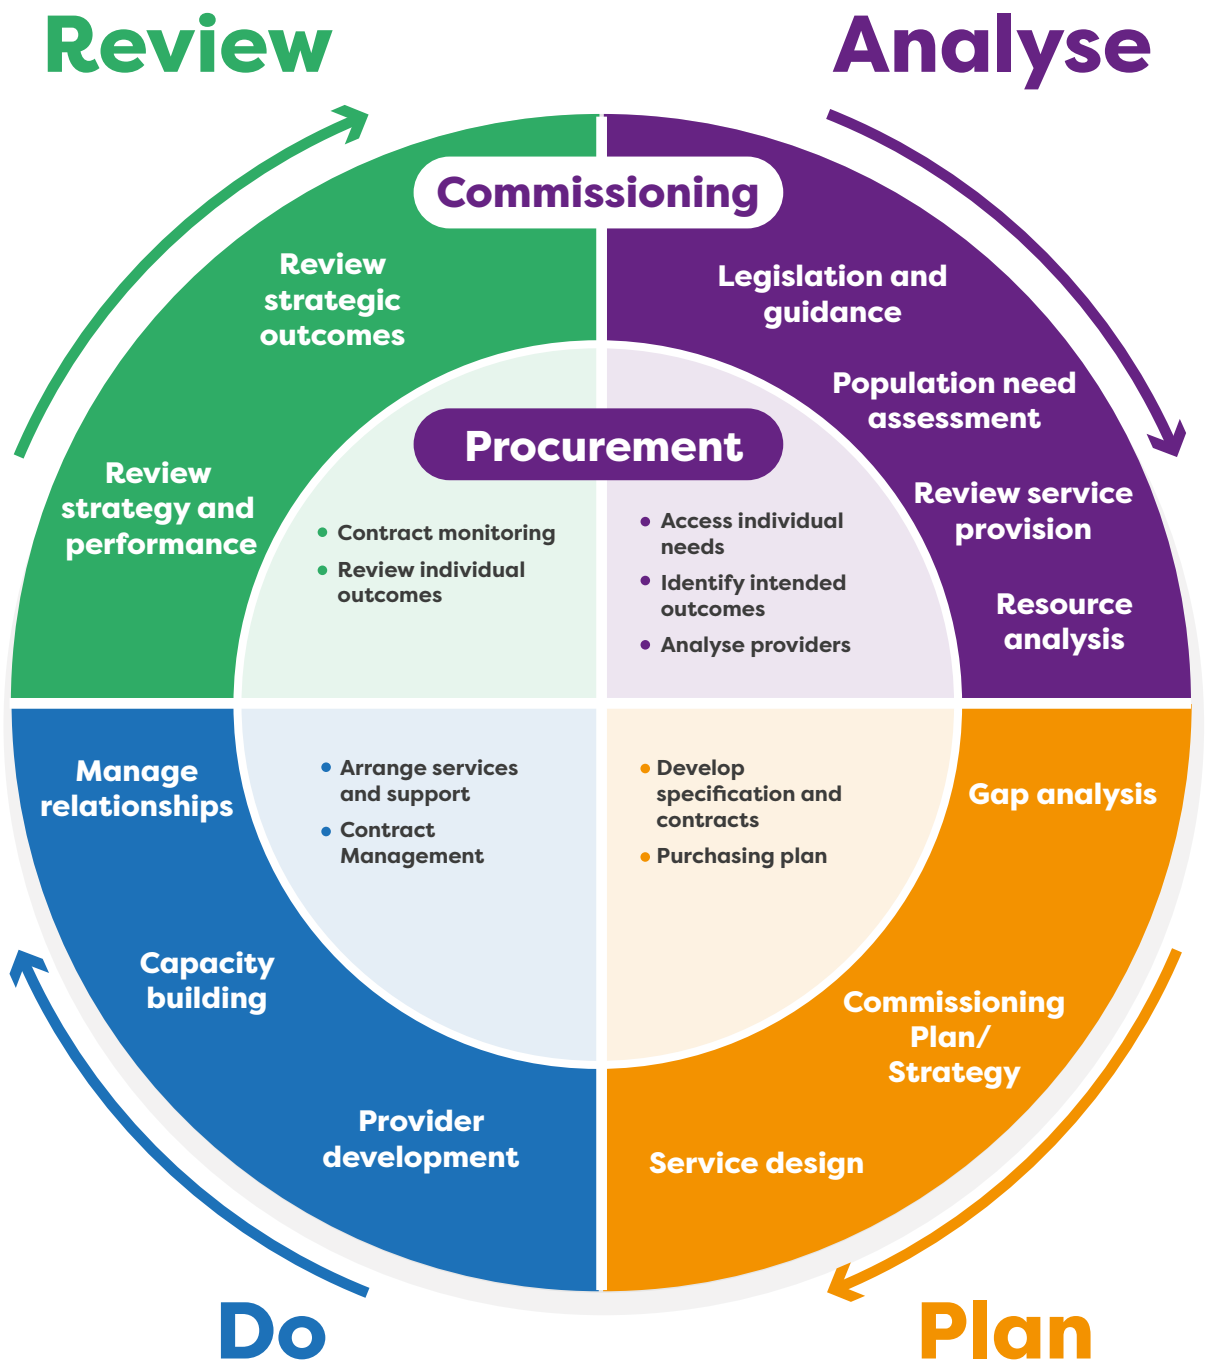 Review
Analyse
Commissioning
Review
strategic
outcomes
Review
strategy and
performance
Legislation and
guidance
Population need
assessment
Review service
provision
Resource
analysis
Procurement
• Contract monitoring
• Review individual
outcomes
• Access individual
needs
• Identify intended
outcomes
• Analyse providers
Manage
relationships
Capacity
building
Provider
development
• Arrange services
and support
• Contract
Management
• Develop
specification and
contracts
• Purchasing plan
Gap analysis
Commissioning
Plan/
Strategy
Service design
Do
Plan